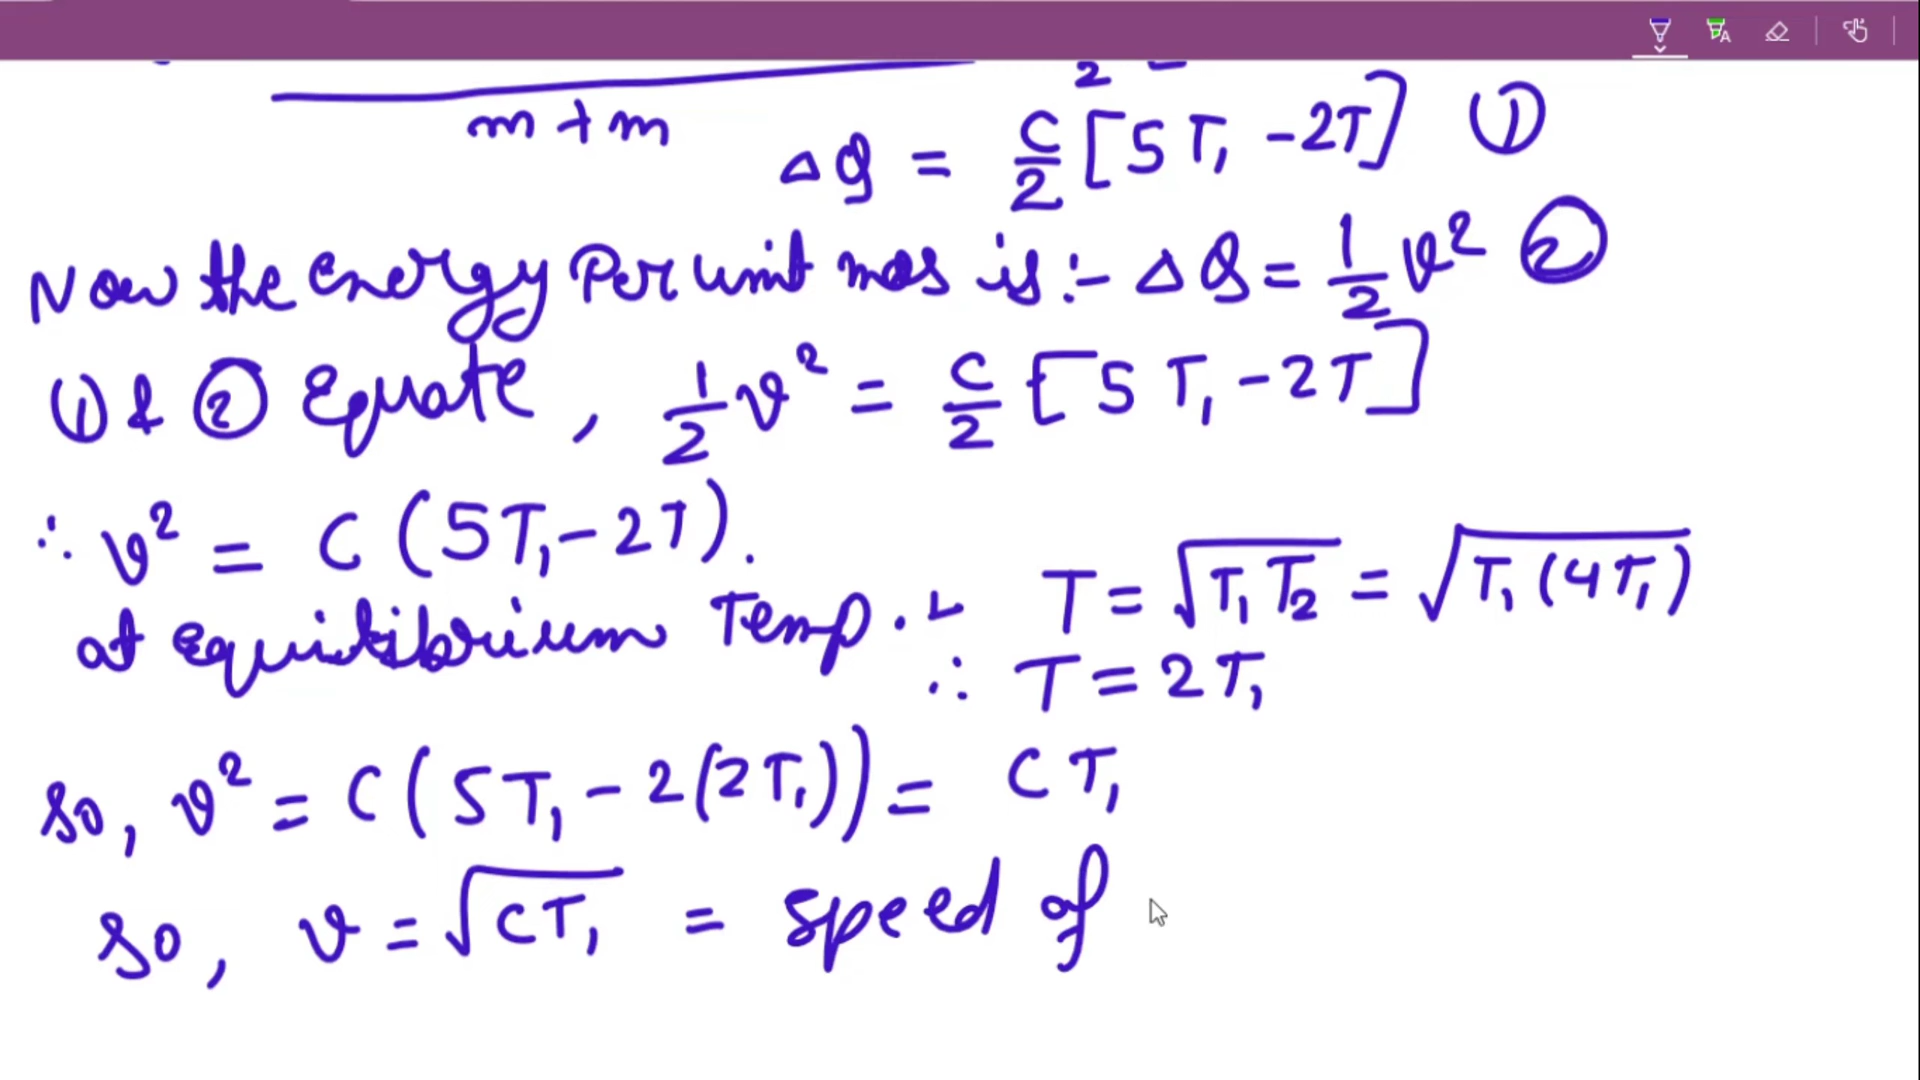 m + m
2
ΔQ = C/2 [5T₁ - 2T] ①
Now the energy Per unit mas is :- ΔQ = 1/2 v² ②
① & ② Equate, 1/2 v² = C/2 [5T₁ - 2T]
∴ v² = C (5T₁ - 2T).
at equilibrium Temp. :- T = √T₁T₂ = √T₁(4T₁)
∴ T = 2T₁
So, v² = C(5T₁ - 2(2T₁)) = CT₁
So, v = √CT₁ = speed of